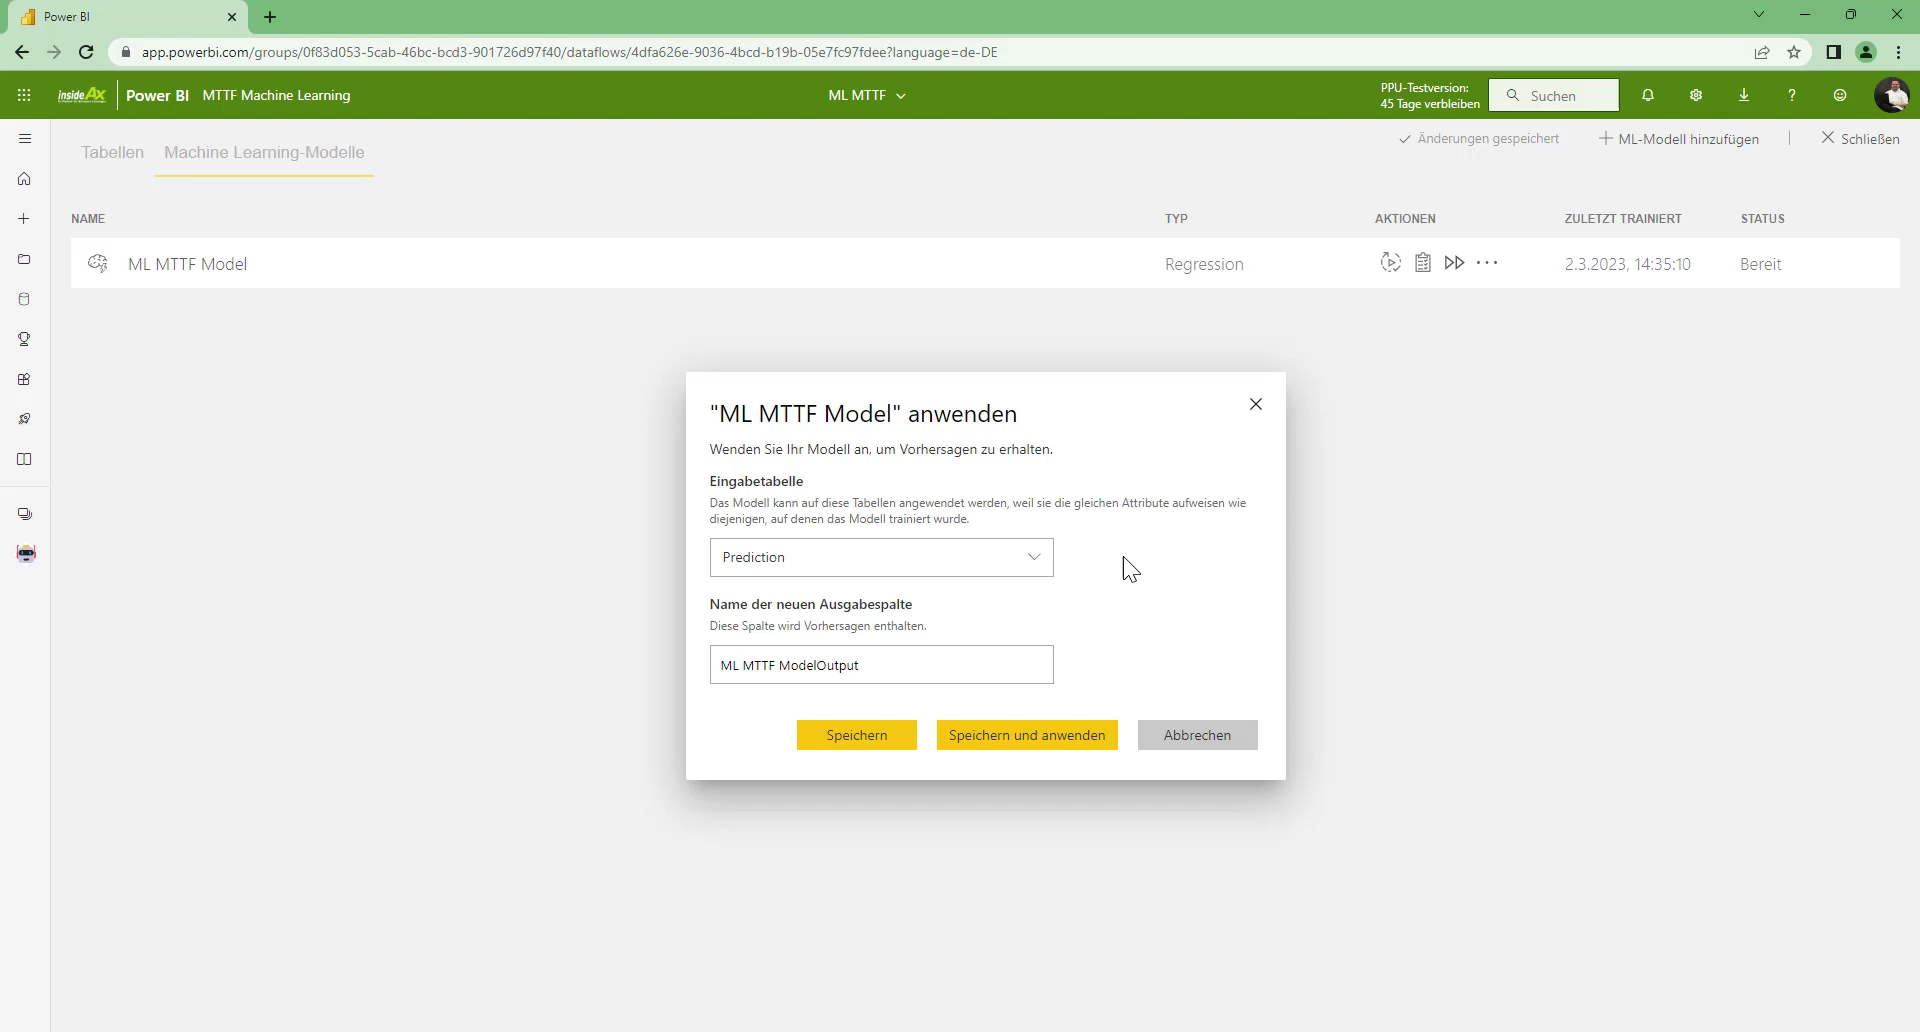 Power BI
app.powerbi.com/groups/0f83d053-5cab-46bc-bcd3-901726d97f40/dataflows/4dfa626e-9036-4bcd-b19b-05e7fc97fdee?language=de-DE
insideAx
Power BI
MTTF Machine Learning
ML MTTF
PPU-Testversion:
45 Tage verbleiben
Suchen
Tabellen
Machine Learning-Modelle
Änderungen gespeichert
ML-Modell hinzufügen
Schließen
NAME
TYP
AKTIONEN
ZULETZT TRAINIERT
STATUS
ML MTTF Model
Regression
2.3.2023, 14:35:10
Bereit
"ML MTTF Model" anwenden
Wenden Sie Ihr Modell an, um Vorhersagen zu erhalten.
Eingabetabelle
Das Modell kann auf diese Tabellen angewendet werden, weil sie die gleichen Attribute aufweisen wie
diejenigen, auf denen das Modell trainiert wurde.
Prediction
Name der neuen Ausgabespalte
Diese Spalte wird Vorhersagen enthalten.
ML MTTF ModelOutput
Speichern
Speichern und anwenden
Abbrechen